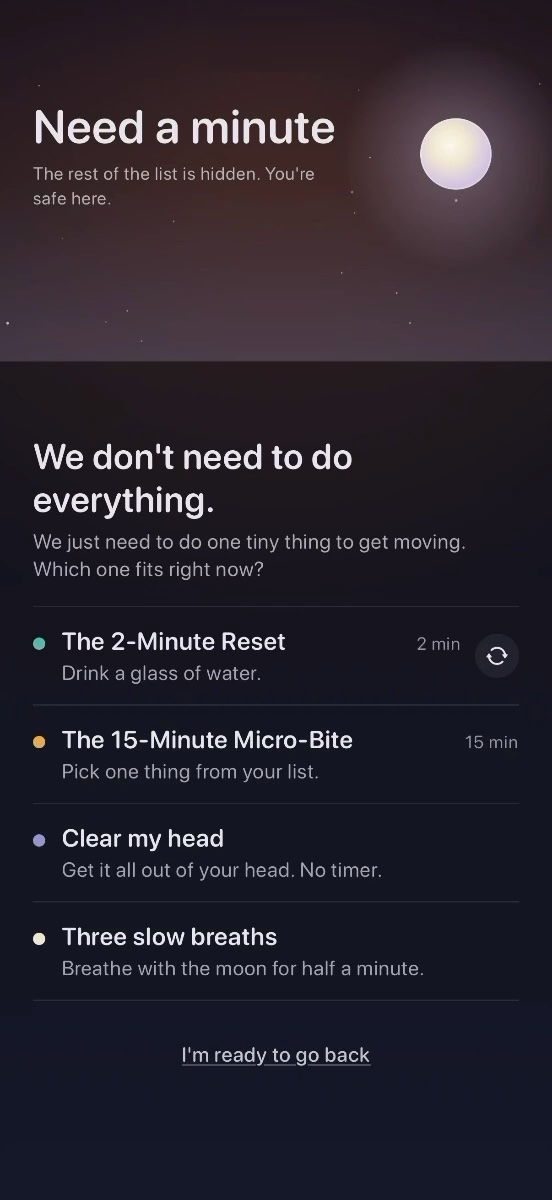 Need a minute
The rest of the list is hidden. You're
safe here.
We don't need to do
everything.
We just need to do one tiny thing to get moving.
Which one fits right now?
The 2-Minute Reset
2 min
Drink a glass of water.
The 15-Minute Micro-Bite
15 min
Pick one thing from your list.
Clear my head
Get it all out of your head. No timer.
Three slow breaths
Breathe with the moon for half a minute.
I'm ready to go back